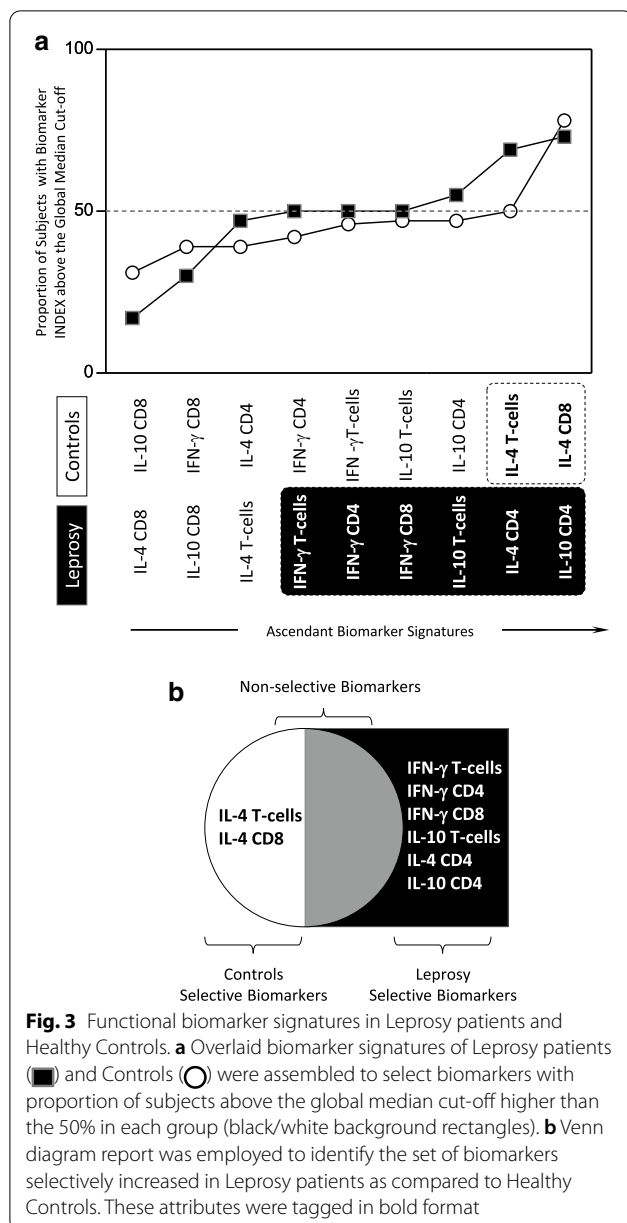 a
100
50
0
Proportion of Subjects with Biomarker
INDEX above the Global Median Cut-off
Controls
IL-10 CD8
IFN-γ CD8
IL-4 CD4
IFN-γ CD4
IFN -γT-cells
IL-10 T-cells
IL-10 CD4
IL-4 T-cells
IL-4 CD8
Leprosy
IL-4 CD8
IL-10 CD8
IL-4 T-cells
IFN-γ T-cells
IFN-γ CD4
IFN-γ CD8
IL-10 T-cells
IL-4 CD4
IL-10 CD4
Ascendant Biomarker Signatures
b
Non-selective Biomarkers
IL-4 T-cells
IL-4 CD8
IFN-γ T-cells
IFN-γ CD4
IFN-γ CD8
IL-10 T-cells
IL-4 CD4
IL-10 CD4
Controls
Selective Biomarkers
Leprosy
Selective Biomarkers
Fig. 3 Functional biomarker signatures in Leprosy patients and
Healthy Controls. a Overlaid biomarker signatures of Leprosy patients
(■) and Controls (○) were assembled to select biomarkers with
proportion of subjects above the global median cut-off higher than
the 50% in each group (black/white background rectangles). b Venn
diagram report was employed to identify the set of biomarkers
selectively increased in Leprosy patients as compared to Healthy
Controls. These attributes were tagged in bold format